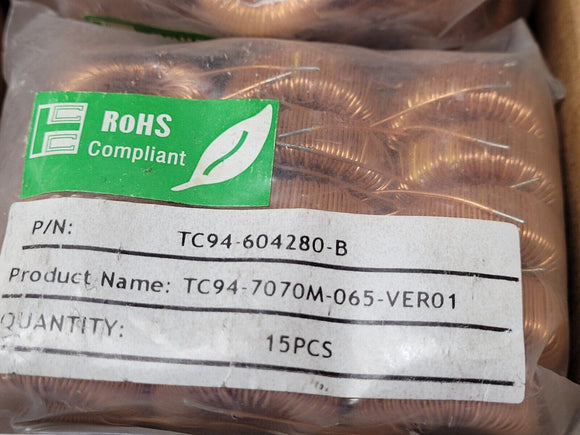 RoHS
Compliant
P/N: TC94-604280-B
Product Name: TC94-7070M-065-VER01
QUANTITY: 15PCS